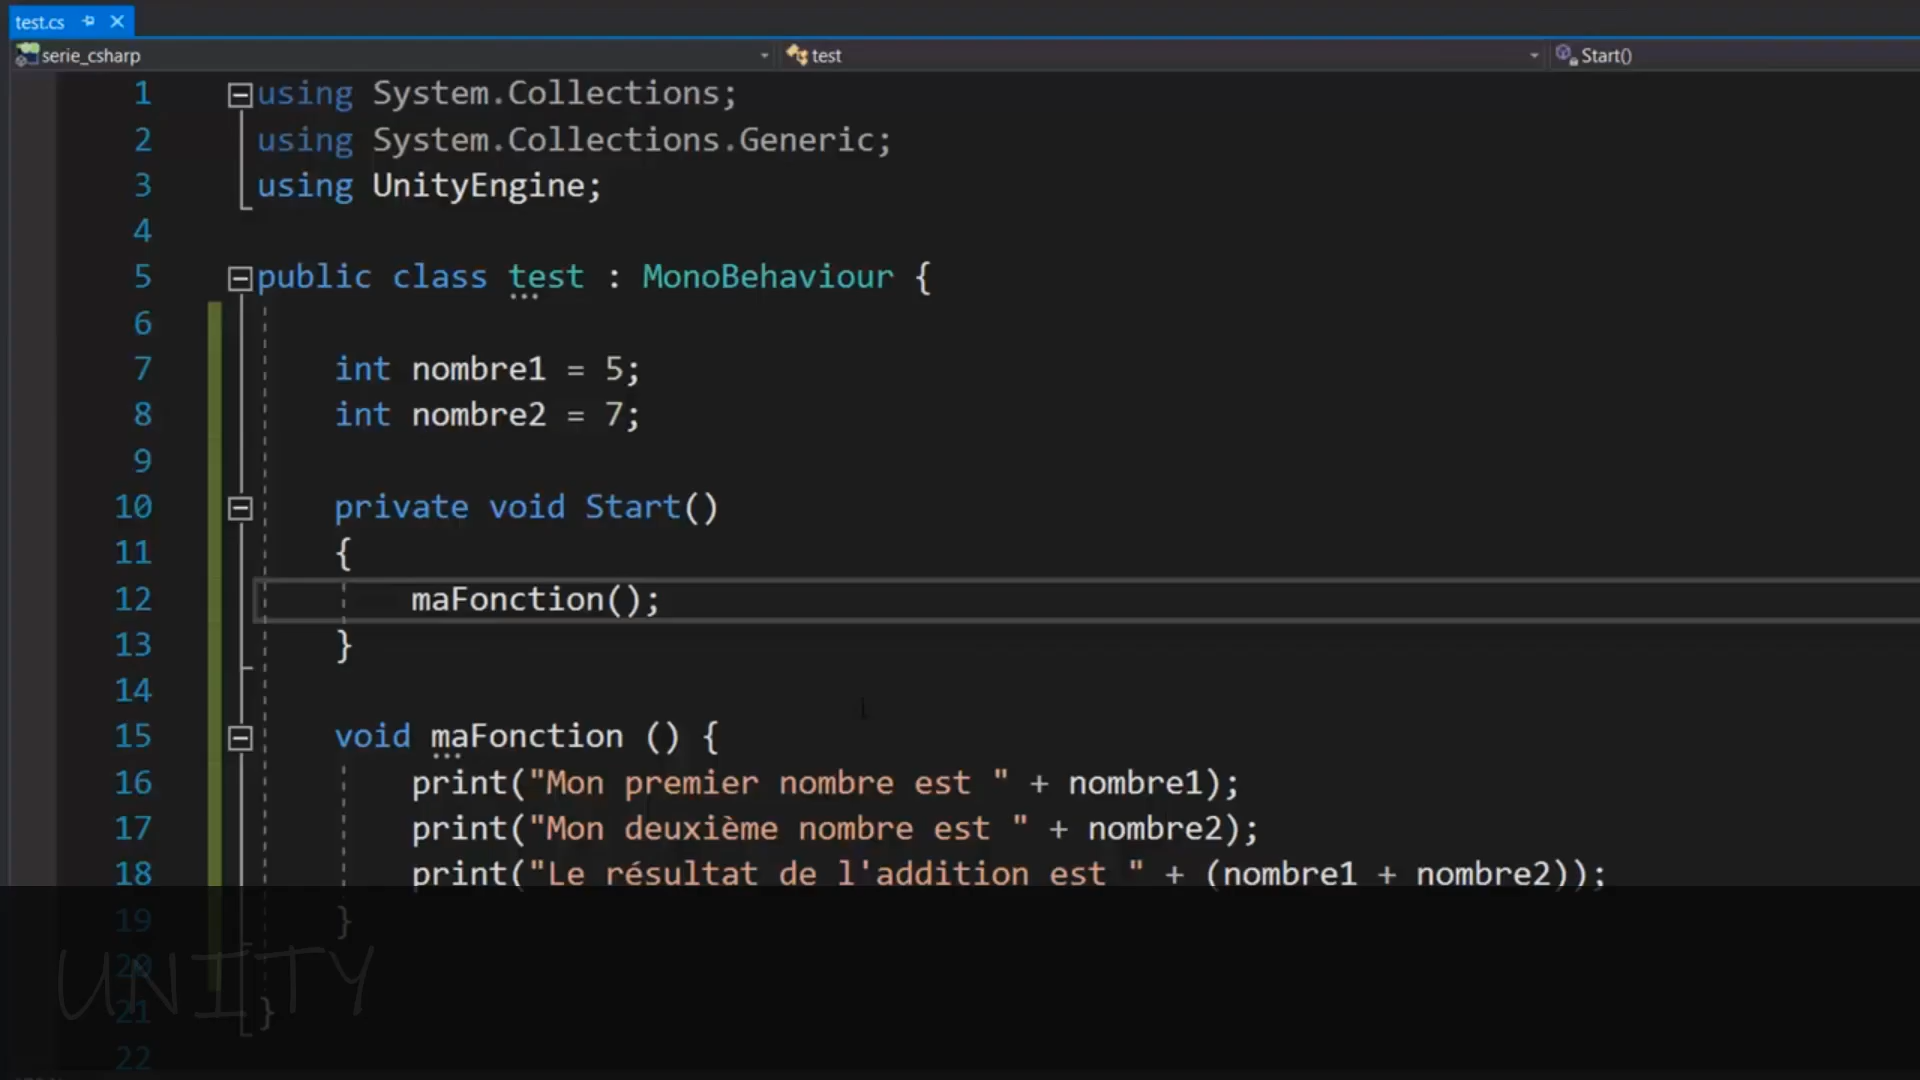 test.cs
serie_csharp test Start()
1 using System.Collections;
2 using System.Collections.Generic;
3 using UnityEngine;
4
5 public class test : MonoBehaviour {
6
7 int nombre1 = 5;
8 int nombre2 = 7;
9
10 private void Start()
11 {
12 maFonction();
13 }
14
15 void maFonction () {
16 print("Mon premier nombre est " + nombre1);
17 print("Mon deuxième nombre est " + nombre2);
18 print("Le résultat de l'addition est " + (nombre1 + nombre2));
19 }
20
UNITY
21 }
22